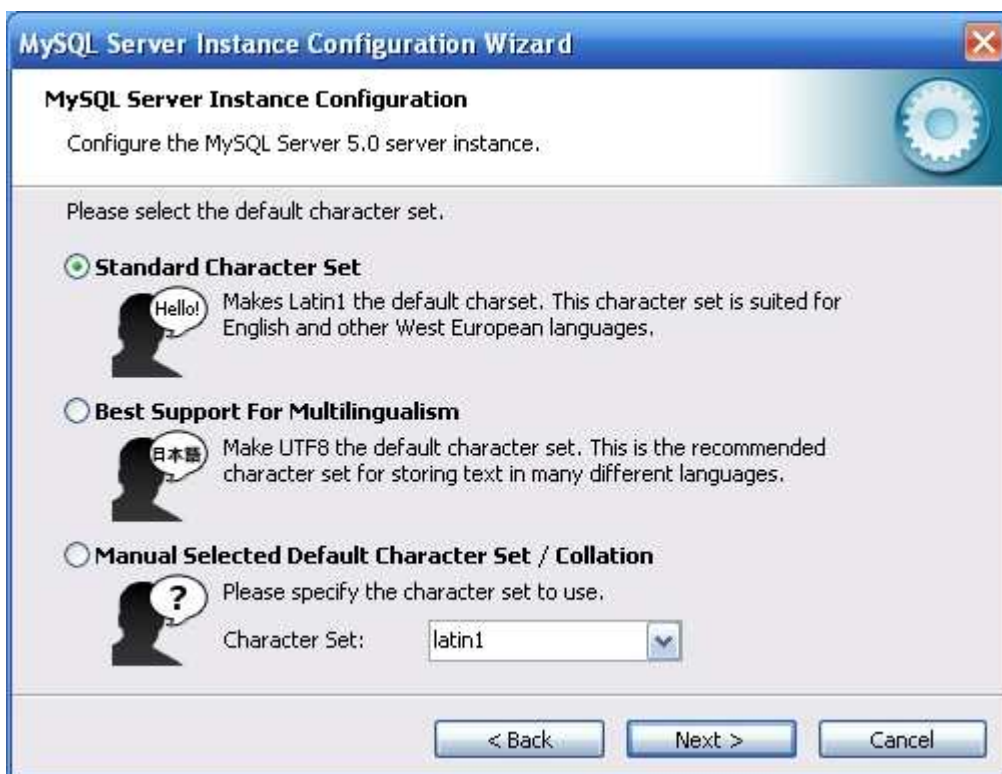 MySQL Server Instance Configuration Wizard
MySQL Server Instance Configuration
Configure the MySQL Server 5.0 server instance.
Please select the default character set.
Standard Character Set
Hello!
Makes Latin1 the default charset. This character set is suited for
English and other West European languages.
Best Support For Multilingualism
日本語
Make UTF8 the default character set. This is the recommended
character set for storing text in many different languages.
Manual Selected Default Character Set / Collation
?
Please specify the character set to use.
Character Set: latin1
< Back Next > Cancel